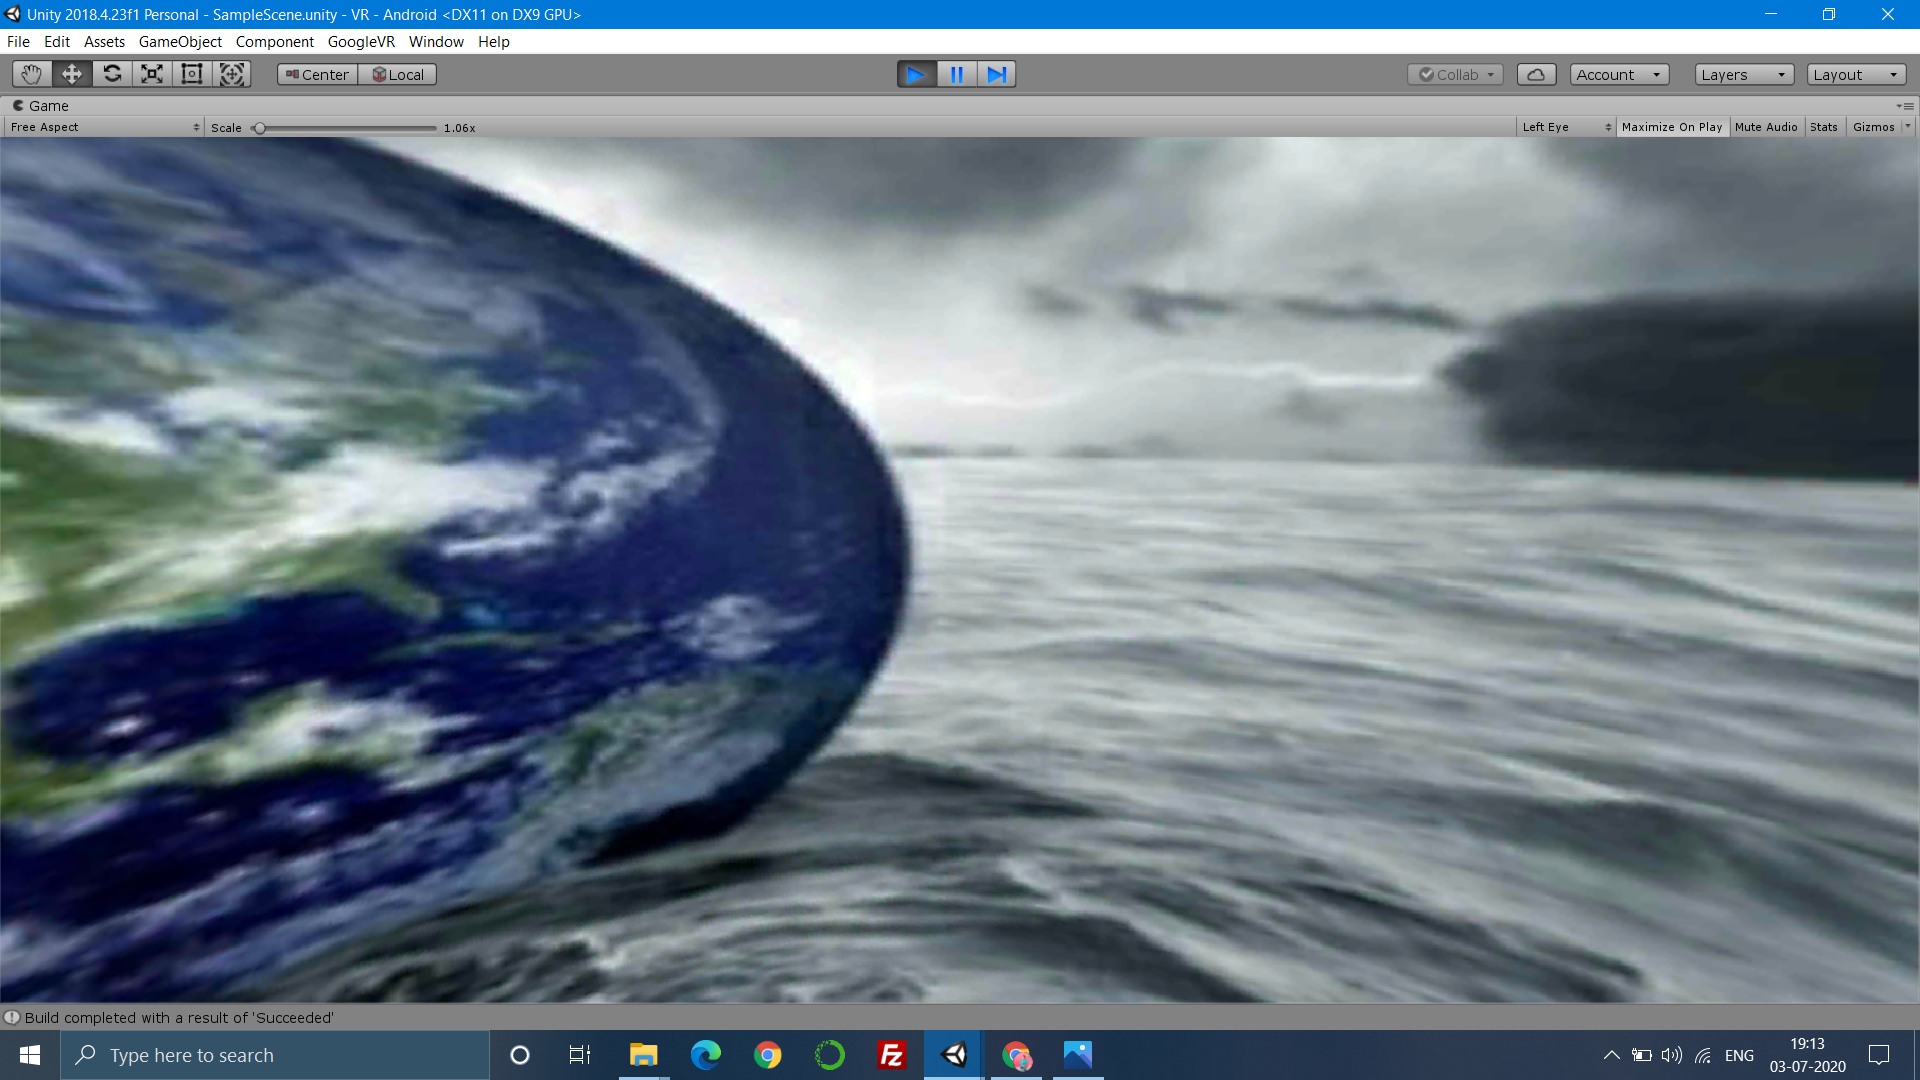 Unity 2018.4.23f1 Personal - SampleScene.unity - VR - Android <DX11 on DX9 GPU>
File Edit Assets GameObject Component GoogleVR Window Help
Center Local Collab Account Layers Layout
Game
Free Aspect Scale 1.06x Left Eye Maximize On Play Mute Audio Stats Gizmos
Build completed with a result of 'Succeeded'
Type here to search Fz ENG 19:13
03-07-2020